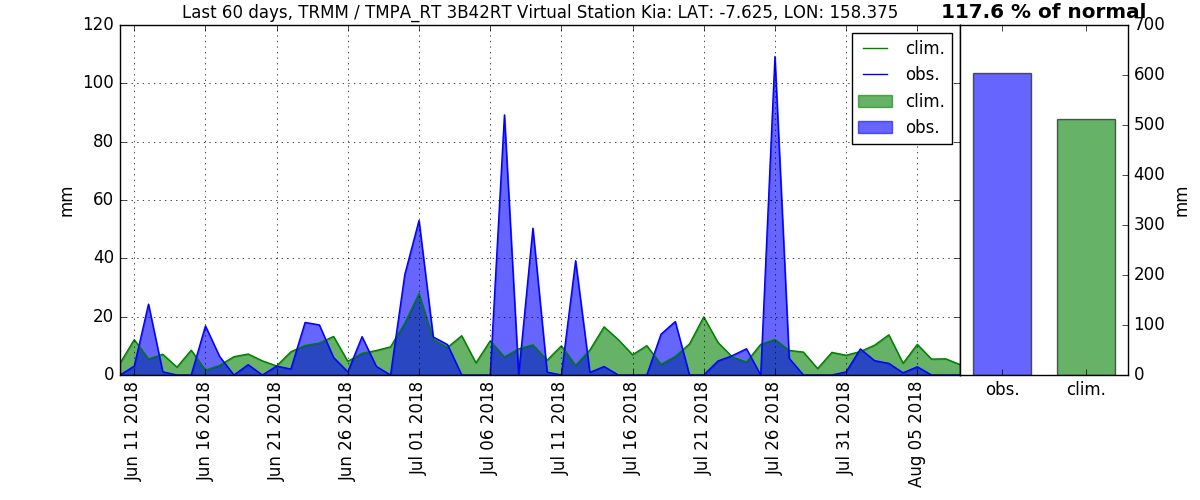 Last 60 days, TRMM / TMPA_RT 3B42RT Virtual Station Kia: LAT: -7.625, LON: 158.375
117.6 % of normal
120
100
80
60
40
20
0
mm
clim.
obs.
clim.
obs.
Jun 11 2018
Jun 16 2018
Jun 21 2018
Jun 26 2018
Jul 01 2018
Jul 06 2018
Jul 11 2018
Jul 16 2018
Jul 21 2018
Jul 26 2018
Jul 31 2018
Aug 05 2018
700
600
500
400
300
200
100
0
mm
obs.
clim.